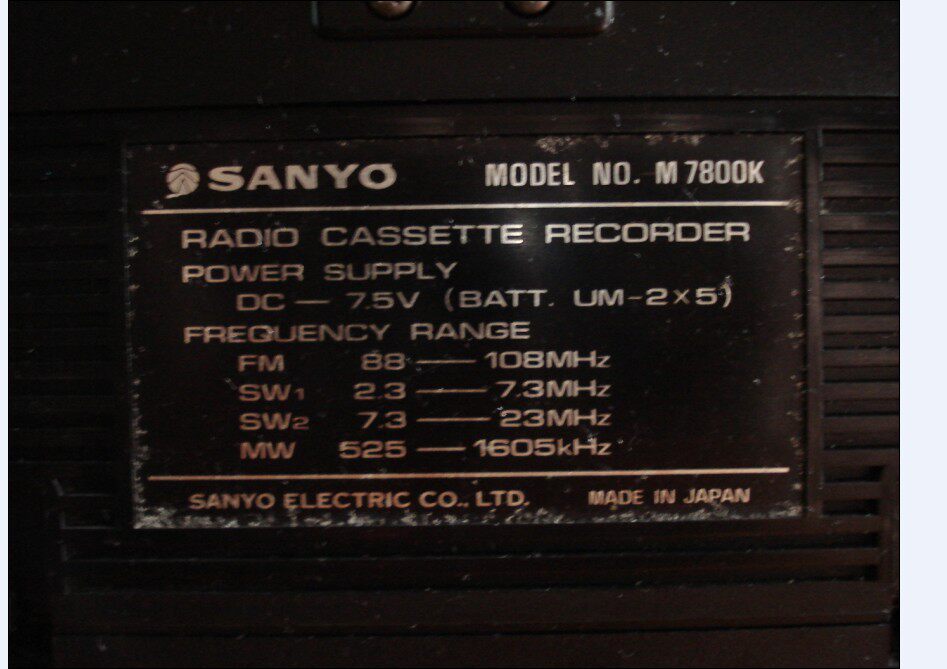 SANYO MODEL NO. M 7800K
RADIO CASSETTE RECORDER
POWER SUPPLY
DC — 7.5V (BATT. UM-2×5)
FREQUENCY RANGE
FM 88 — 108MHz
SW1 2.3 — 7.3MHz
SW2 7.3 — 23MHz
MW 525 — 1605kHz
SANYO ELECTRIC CO., LTD. MADE IN JAPAN